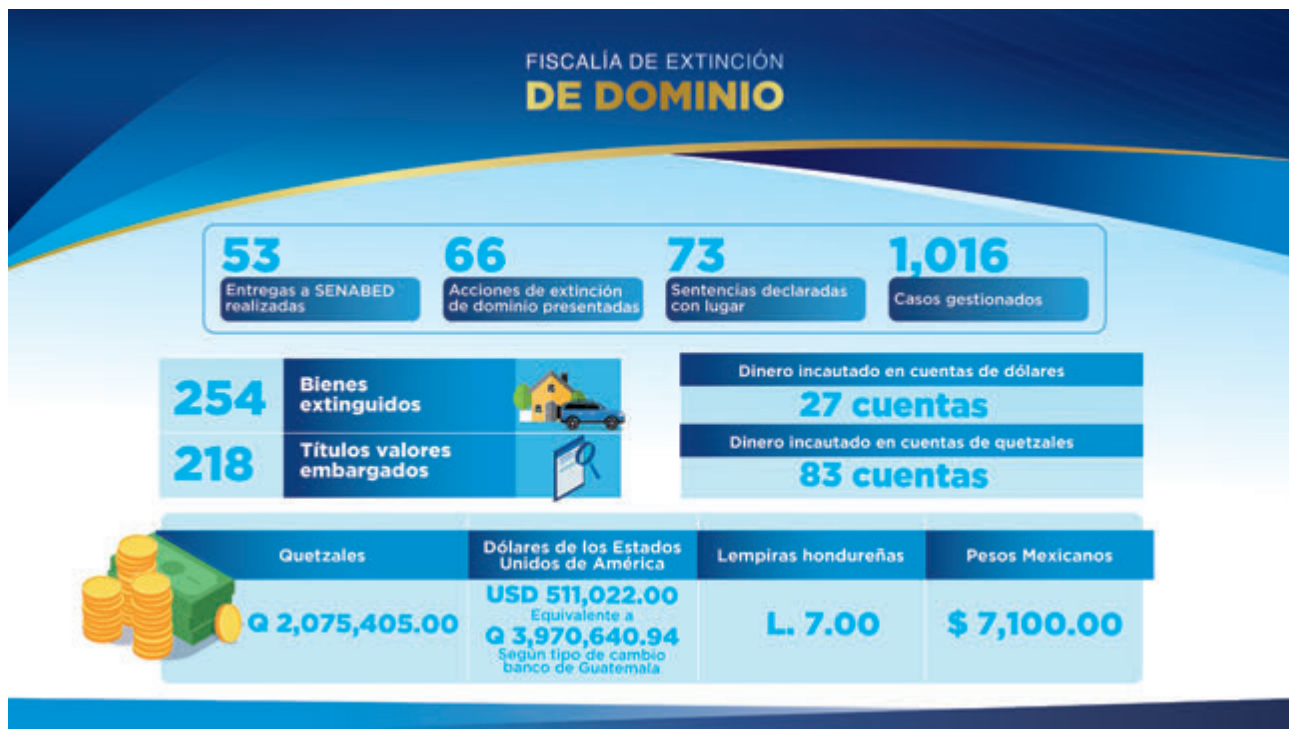 FISCALÍA DE EXTINCIÓN
DE DOMINIO
53
Entregas a SENABED
realizadas
66
Acciones de extinción
de dominio presentadas
73
Sentencias declaradas
con lugar
1,016
Casos gestionados
254
Bienes
extinguidos
218
Títulos valores
embargados
Dinero incautado en cuentas de dólares
27 cuentas
Dinero incautado en cuentas de quetzales
83 cuentas
Quetzales
Q 2,075,405.00
Dólares de los Estados
Unidos de América
USD 511,022.00
Equivalente a
Q 3,970,640.94
Según tipo de cambio
banco de Guatemala
Lempiras hondureñas
L. 7.00
Pesos Mexicanos
$ 7,100.00